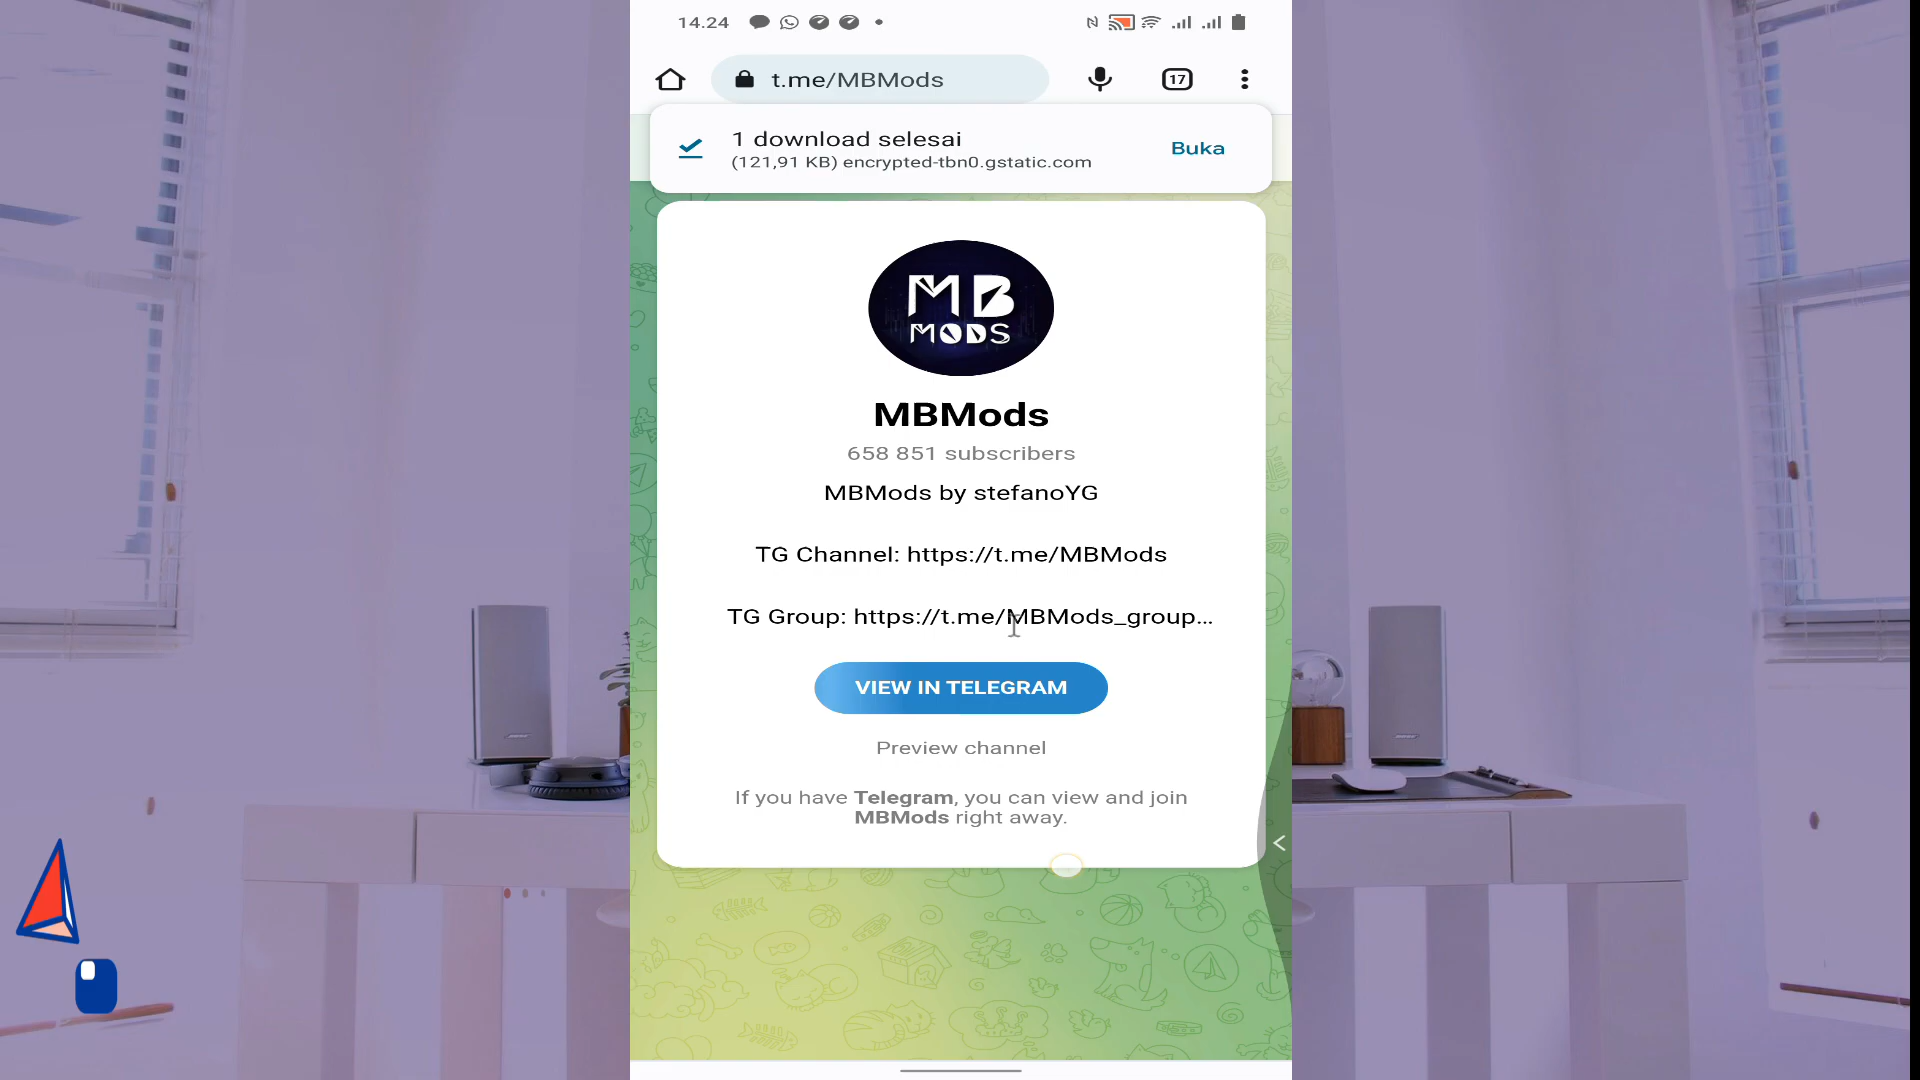 14.24
t.me/MBMods
17
1 download selesai
(121,91 KB) encrypted-tbn0.gstatic.com
Buka
MB
MODS
MBMods
658 851 subscribers
MBMods by stefanoYG
TG Channel: https://t.me/MBMods
TG Group: https://t.me/MBMods_group...
VIEW IN TELEGRAM
Preview channel
If you have Telegram, you can view and join
MBMods right away.